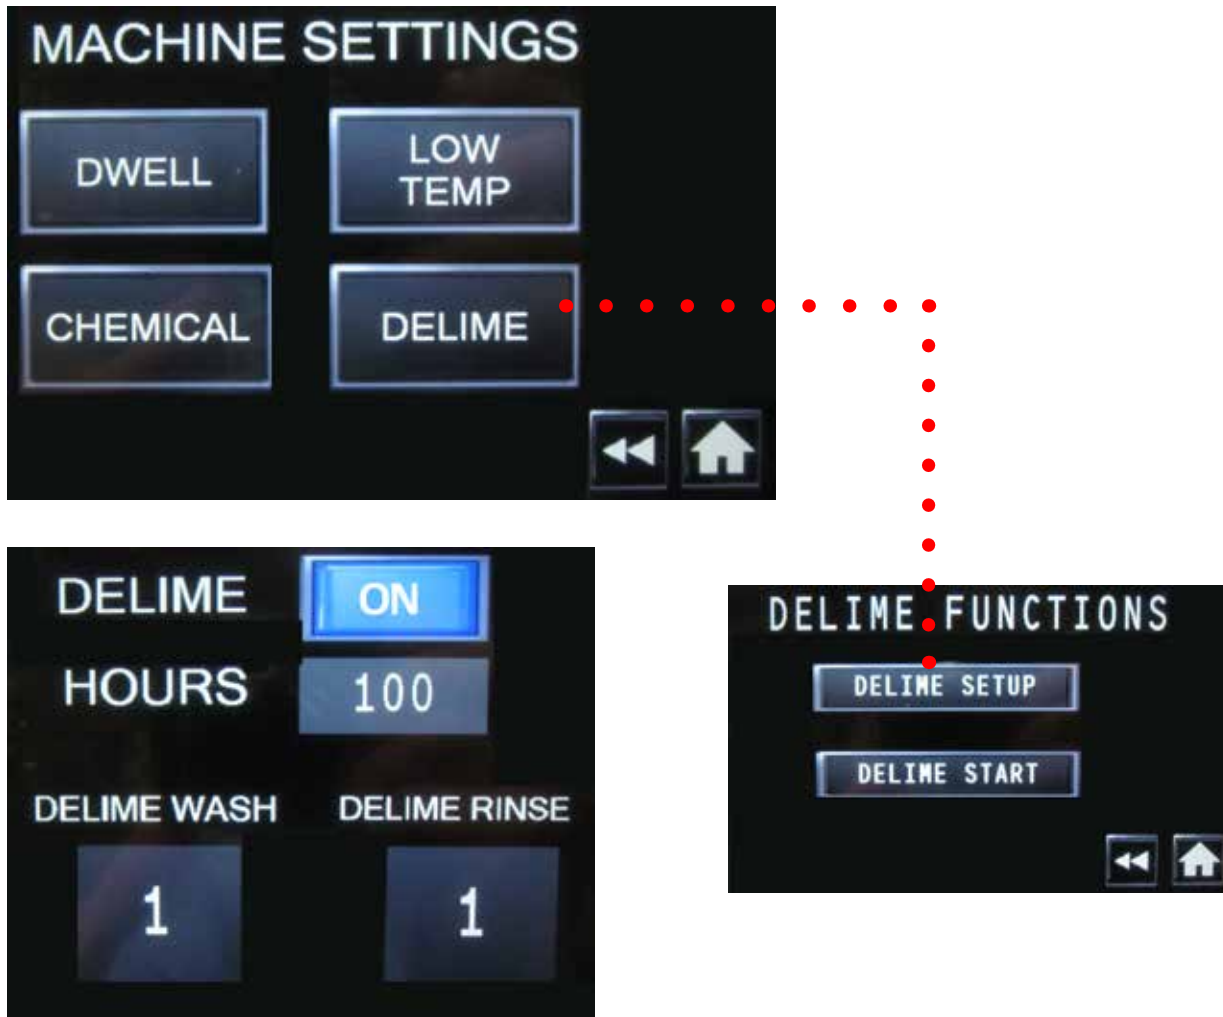 MACHINE SETTINGS
DWELL
LOW
TEMP
CHEMICAL
DELIME
DELIME ON
HOURS 100
DELIME WASH DELIME RINSE
1 1
DELIME FUNCTIONS
DELIME SETUP
DELIME START